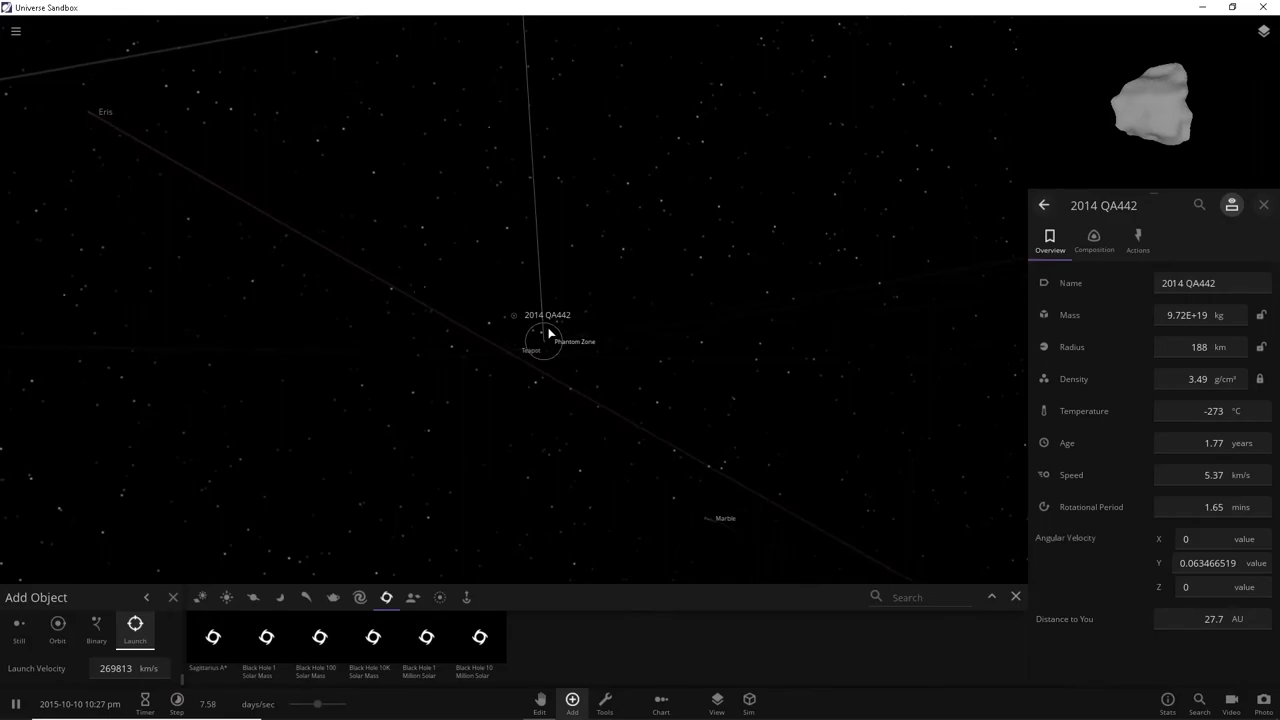 Universe Sandbox
Eris
2014 QA442
Phantom Zone
Teapot
Marble
2014 QA442
Overview
Composition
Actions
Name 2014 QA442
Mass 9.72E+19 kg
Radius 188 km
Density 3.49 g/cm³
Temperature -273 °C
Age 1.77 years
Speed 5.37 km/s
Rotational Period 1.65 mins
Angular Velocity X 0 value
Y 0.063466519 value
Z 0 value
Distance to You 27.7 AU
Add Object
Search
Still
Orbit
Binary
Launch
Launch Velocity 269813 km/s
Sagittarius A*
Black Hole 1 Solar Mass
Black Hole 100 Solar Mass
Black Hole 10K Solar Mass
Black Hole 1 Million Solar
Black Hole 10 Million Solar
2015-10-10 10:27 pm
Timer
Step
7.58 days/sec
Edit
Add
Tools
Chart
View
Sim
Stats
Search
Video
Photo